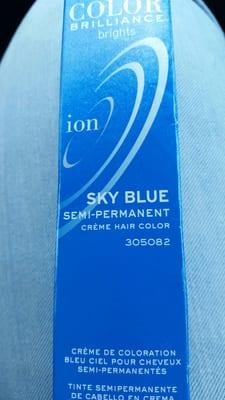 COLOR
BRILLIANCE
brights
ion
SKY BLUE
SEMI-PERMANENT
CRÈME HAIR COLOR
305082
CRÈME DE COLORATION
BLEU CIEL POUR CHEVEUX
SEMI-PERMANENTÉS
TINTE SEMIPERMANENTE
DE CABELLO EN CREMA